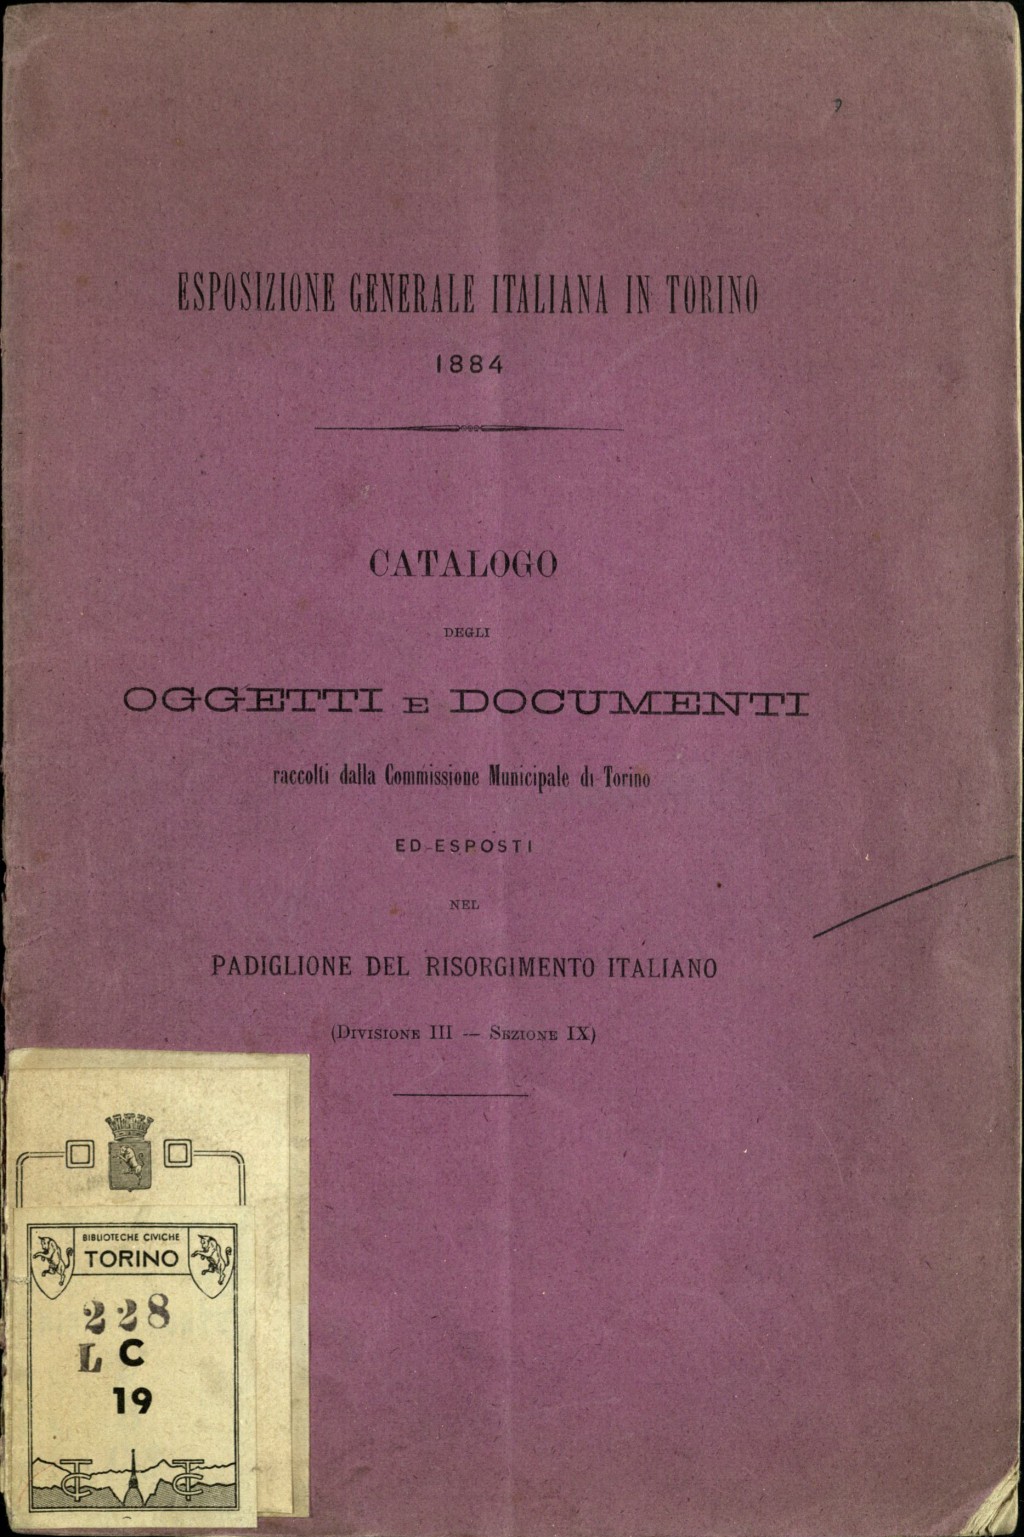 ESPOSIZIONE GENERALE ITALIANA IN TORINO
1884
CATALOGO
DEGLI
OGGETTI E DOCUMENTI
raccolti dalla Commissione Municipale di Torino
ED ESPOSTI
NEL
PADIGLIONE DEL RISORGIMENTO ITALIANO
(DIVISIONE III — SEZIONE IX)
BIBLIOTECHE CIVICHE
TORINO
228
L C
19